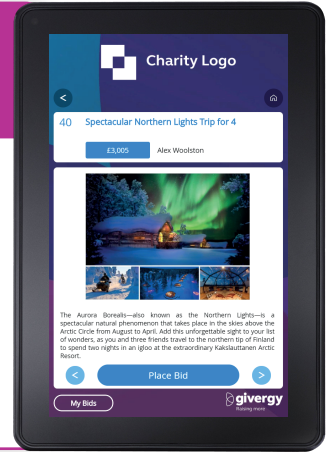 Charity Logo
<
40 Spectacular Northern Lights Trip for 4
£3,005 Alex Woolston
The Aurora Borealis—also known as the Northern Lights—is a
spectacular natural phenomenon that takes place in the skies above the
Arctic Circle from August to April. Add this unforgettable sight to your list
of wonders, as you and three friends travel to the northern tip of Finland
to spend two nights in an igloo at the extraordinary Kakslauttanen Arctic
Resort.
< Place Bid >
My Bids
givergy
Raising more